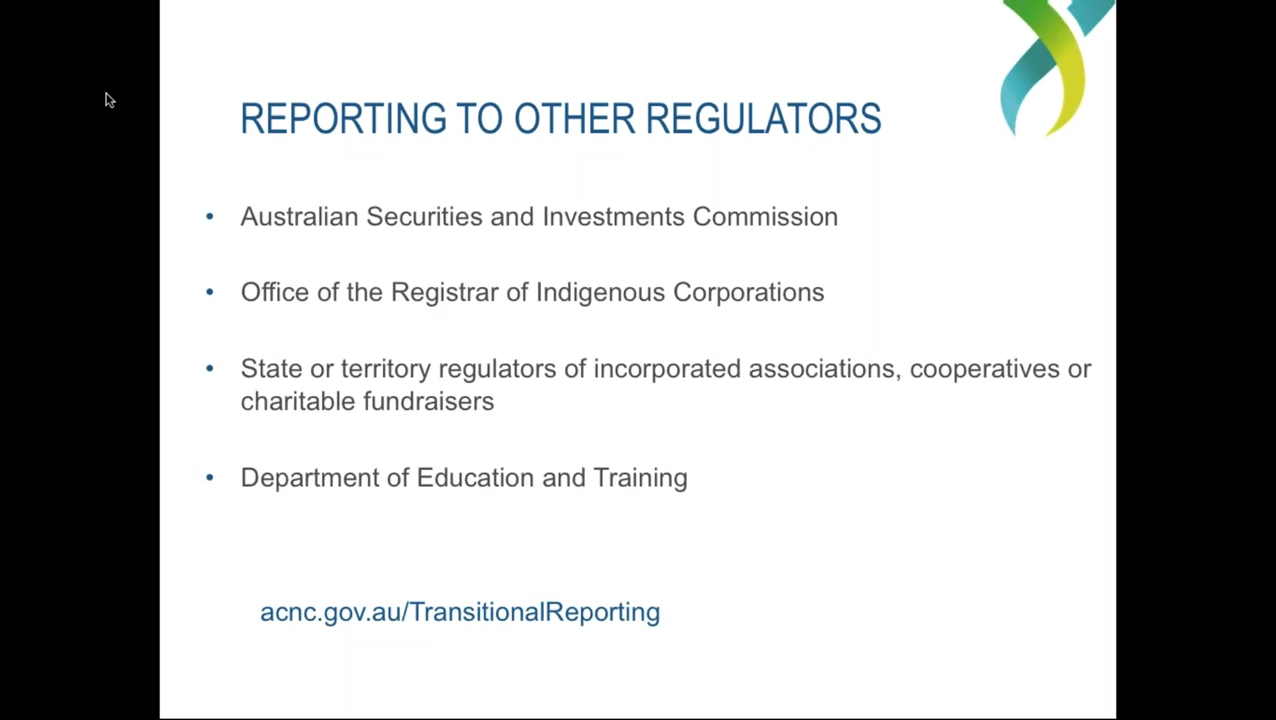 REPORTING TO OTHER REGULATORS
• Australian Securities and Investments Commission
• Office of the Registrar of Indigenous Corporations
• State or territory regulators of incorporated associations, cooperatives or
charitable fundraisers
• Department of Education and Training
acnc.gov.au/TransitionalReporting